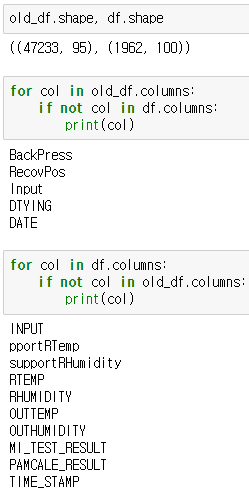 old_df.shape, df.shape
((47233, 95), (1962, 100))
for col in old_df.columns:
    if not col in df.columns:
        print(col)
BackPress
RecovPos
Input
DTYING
DATE
for col in df.columns:
    if not col in old_df.columns:
        print(col)
INPUT
pportRTemp
supportRHumidity
RTEMP
RHUMIDITY
OUTTEMP
OUTHUMIDITY
MI_TEST_RESULT
PAMCALE_RESULT
TIME_STAMP